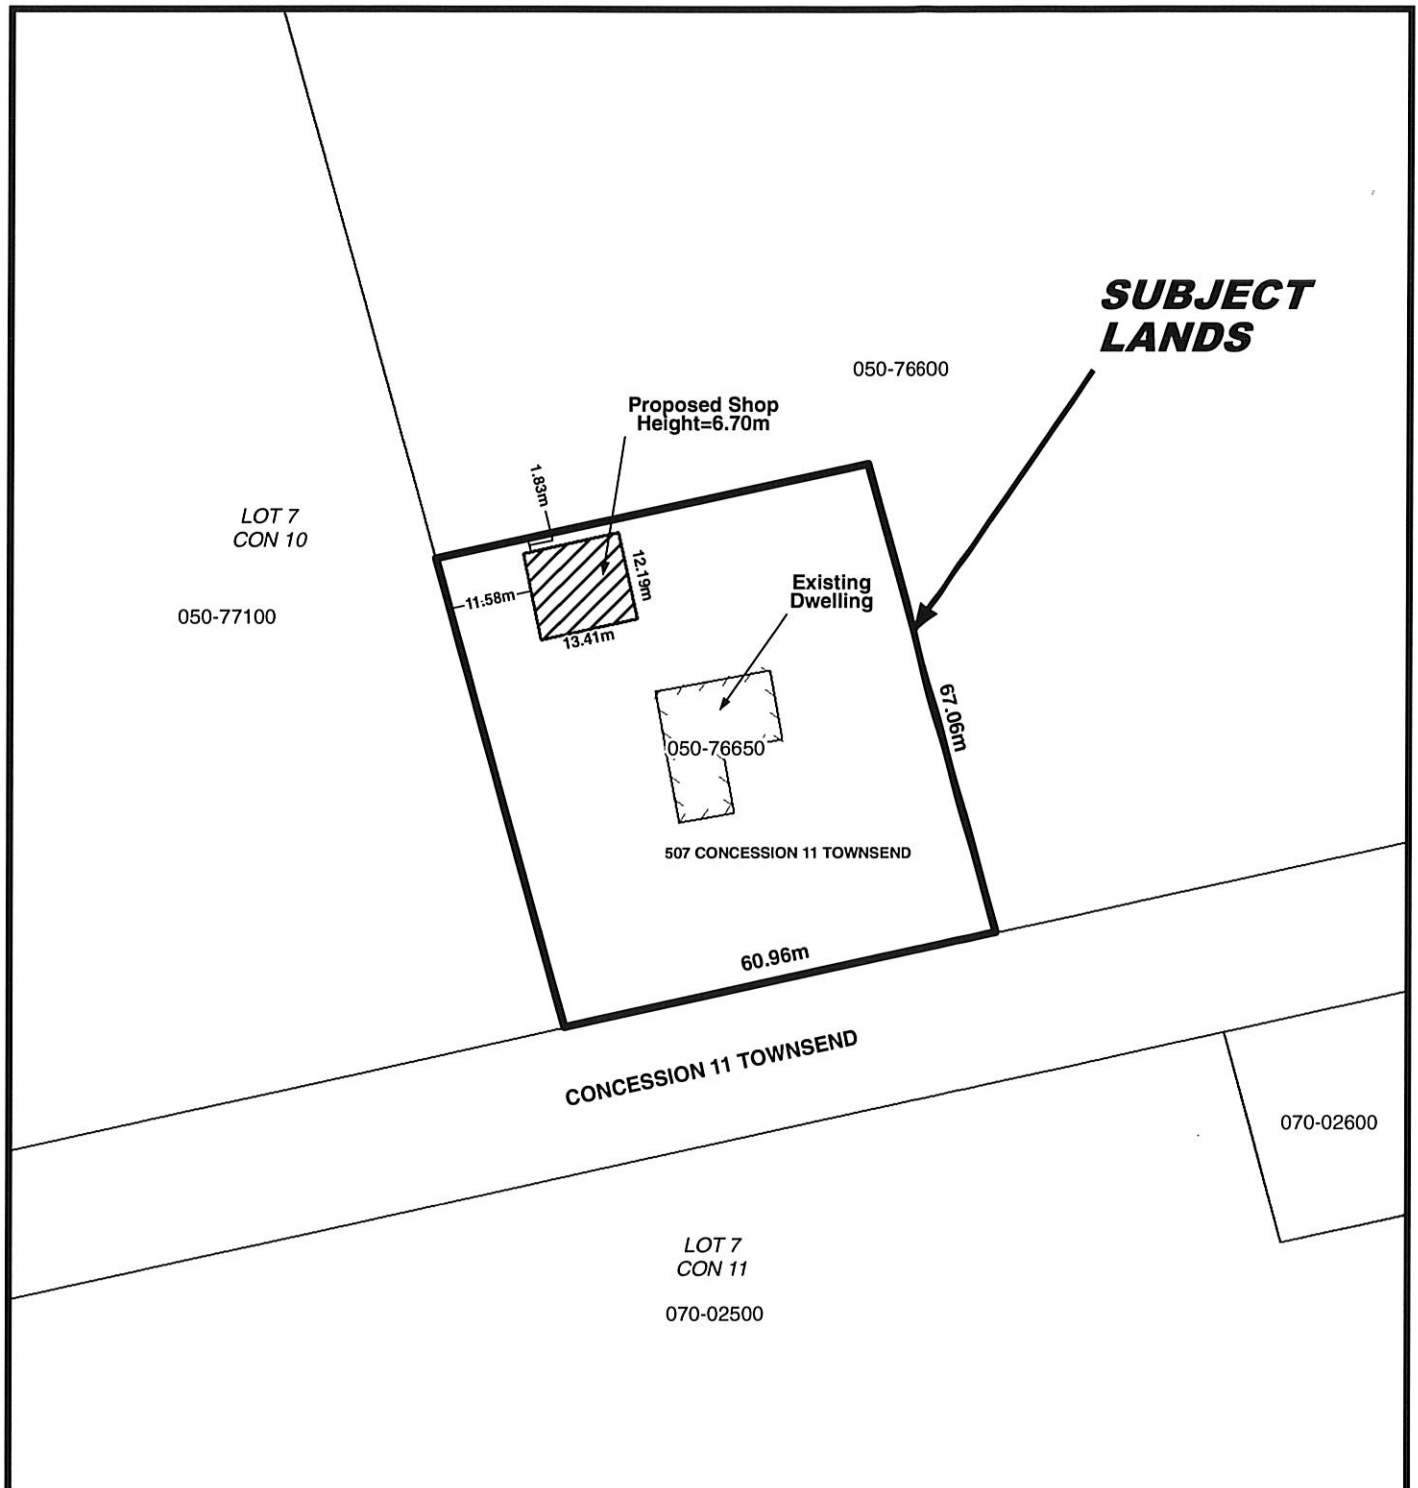 SUBJECT
LANDS
050-76600
Proposed Shop
Height=6.70m
1.83m
LOT 7
CON 10
12.19m
Existing
Dwelling
11.58m
050-77100
13.41m
67.06m
050-76650
507 CONCESSION 11 TOWNSEND
60.96m
CONCESSION 11 TOWNSEND
070-02600
LOT 7
CON 11
070-02500